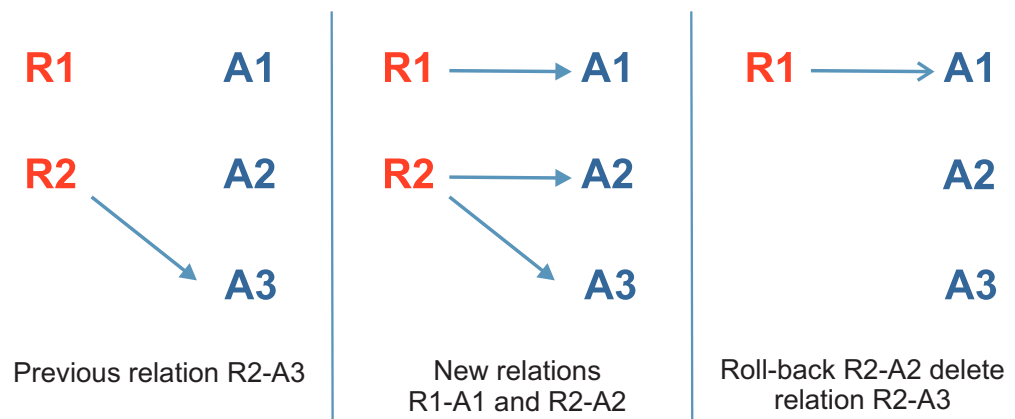 R1 A1
R2 A2
A3
Previous relation R2-A3
R1 A1
R2 A2
A3
New relations
R1-A1 and R2-A2
R1 A1
A2
A3
Roll-back R2-A2 delete
relation R2-A3